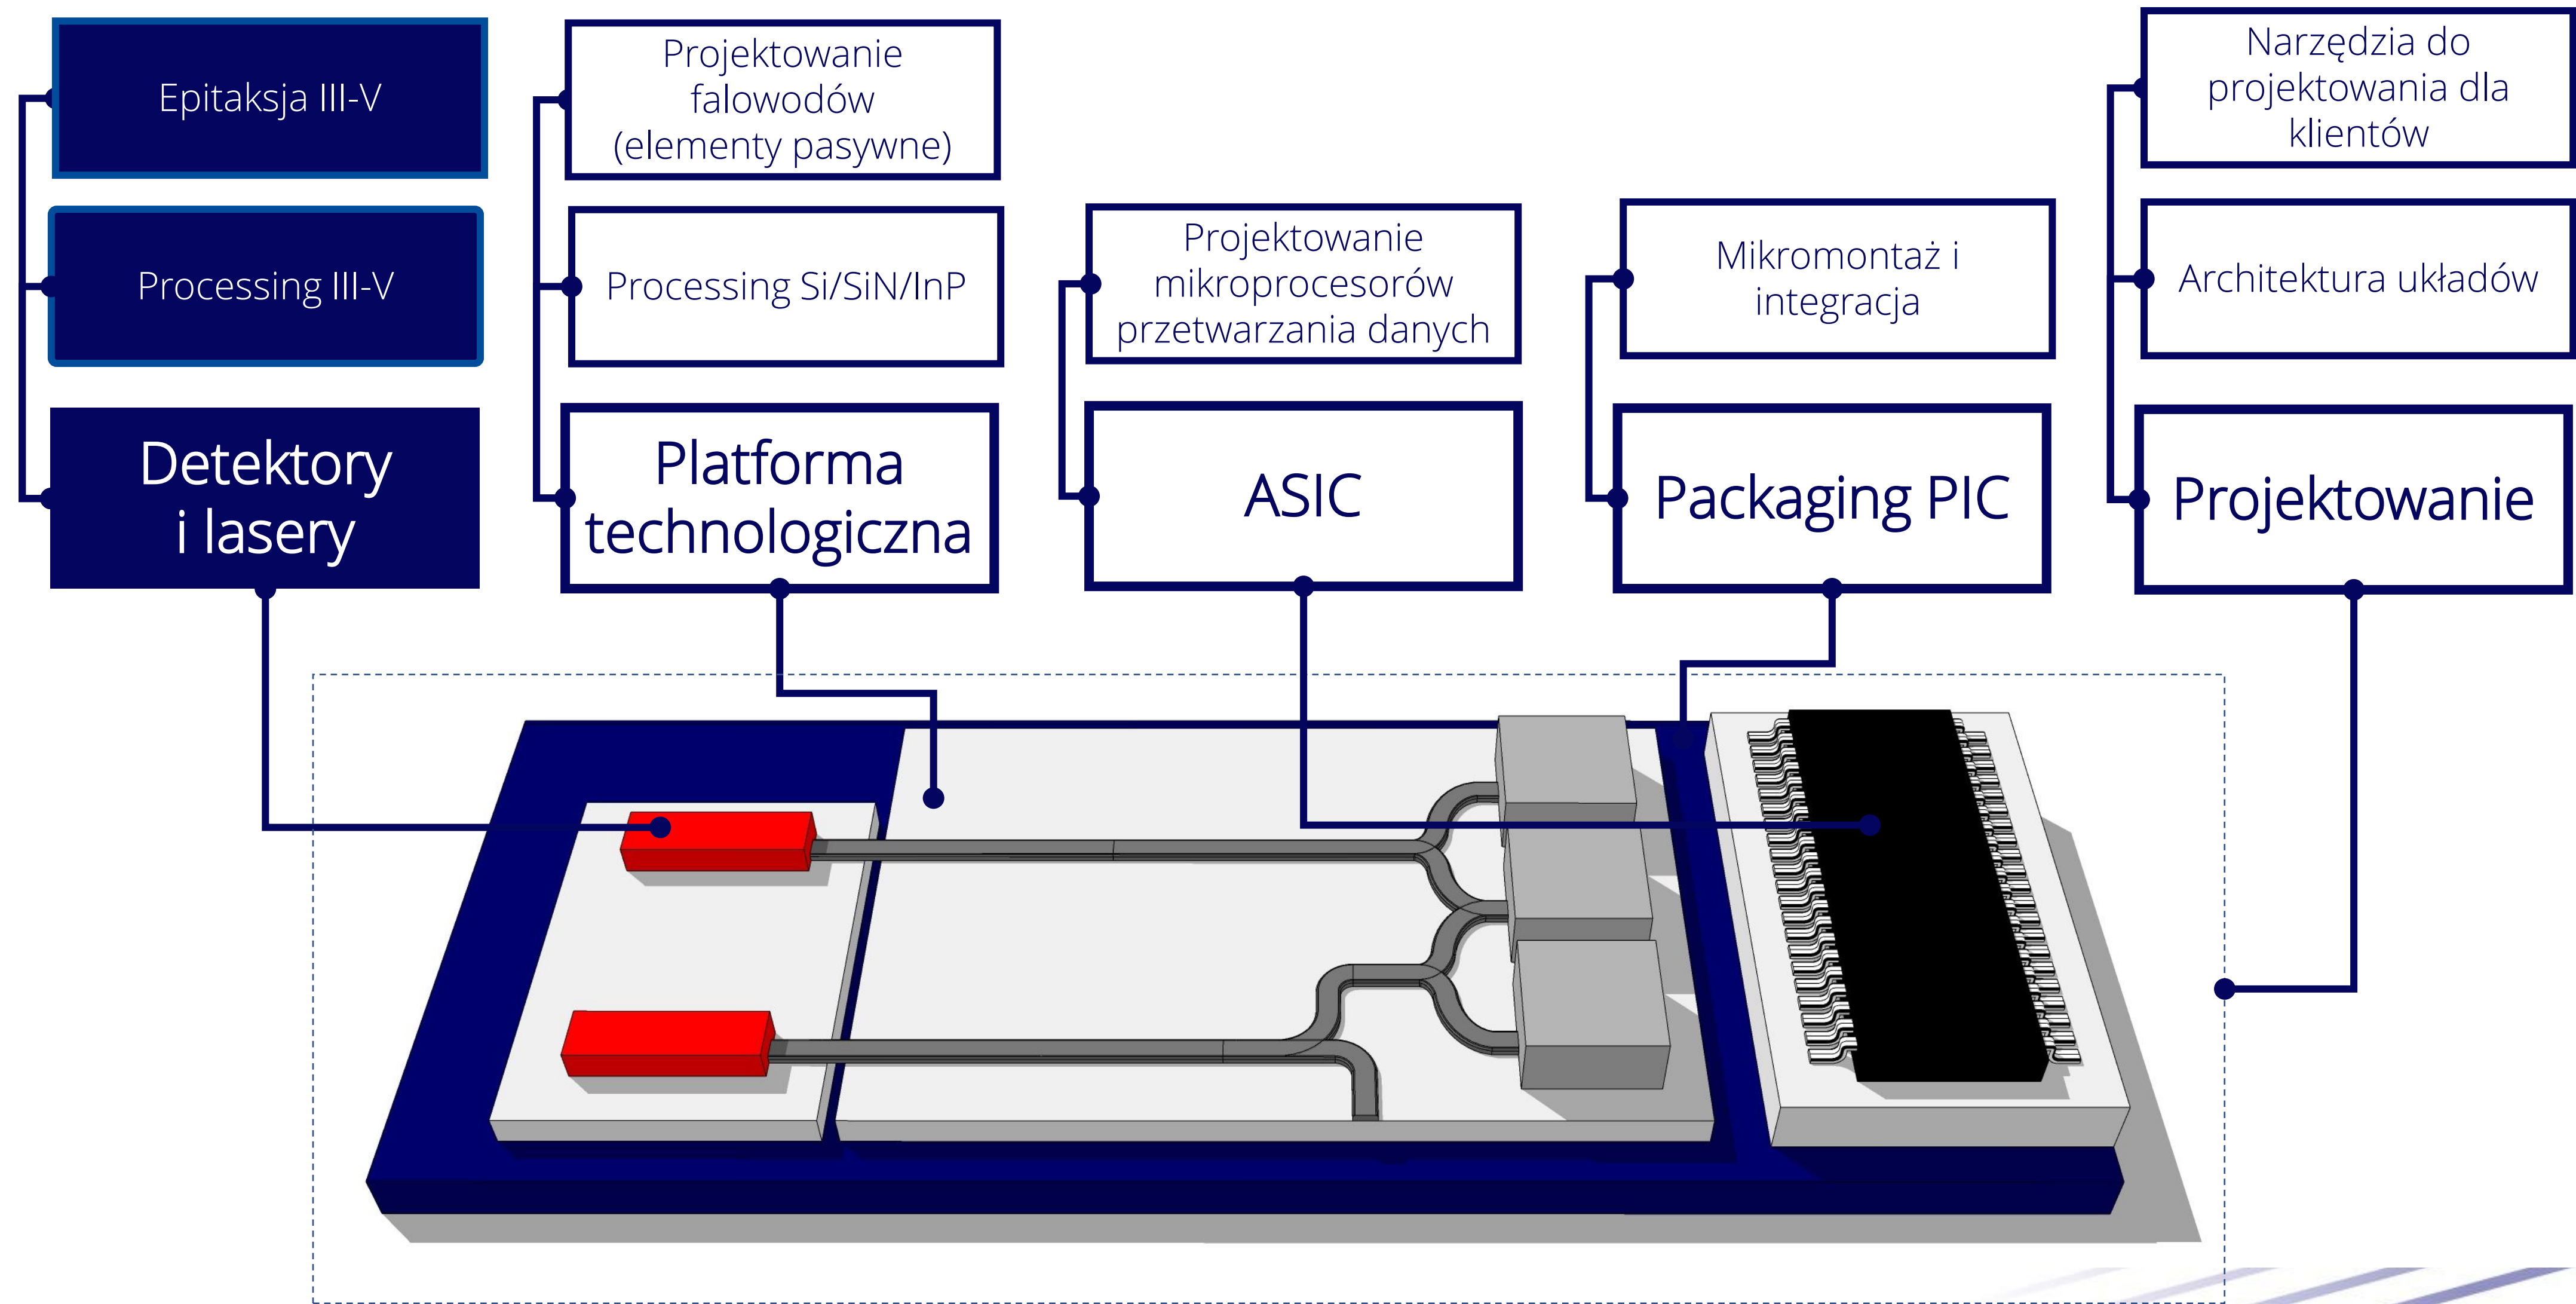 Epitaksja III-V
Processing III-V
Detektory
i lasery
Projektowanie
falowodów
(elementy pasywne)
Processing Si/SiN/InP
Platforma
technologiczna
Projektowanie
mikroprocesorów
przetwarzania danych
ASIC
Mikromontaż i
integracja
Packaging PIC
Narzędzia do
projektowania dla
klientów
Architektura układów
Projektowanie